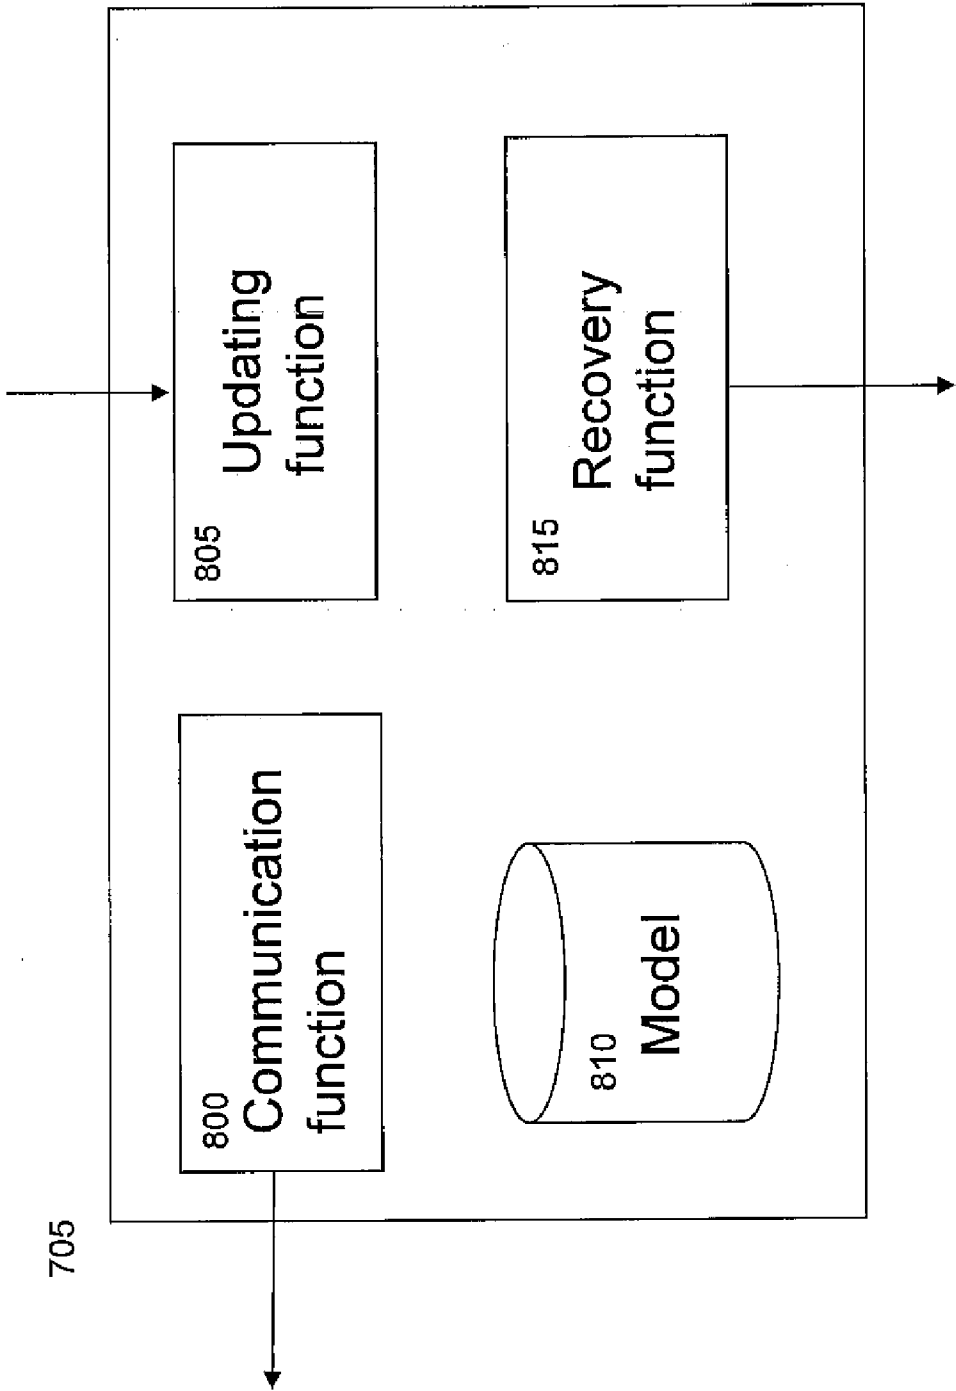 705
800
Communication
function
805
Updating
function
810
Model
815
Recovery
function